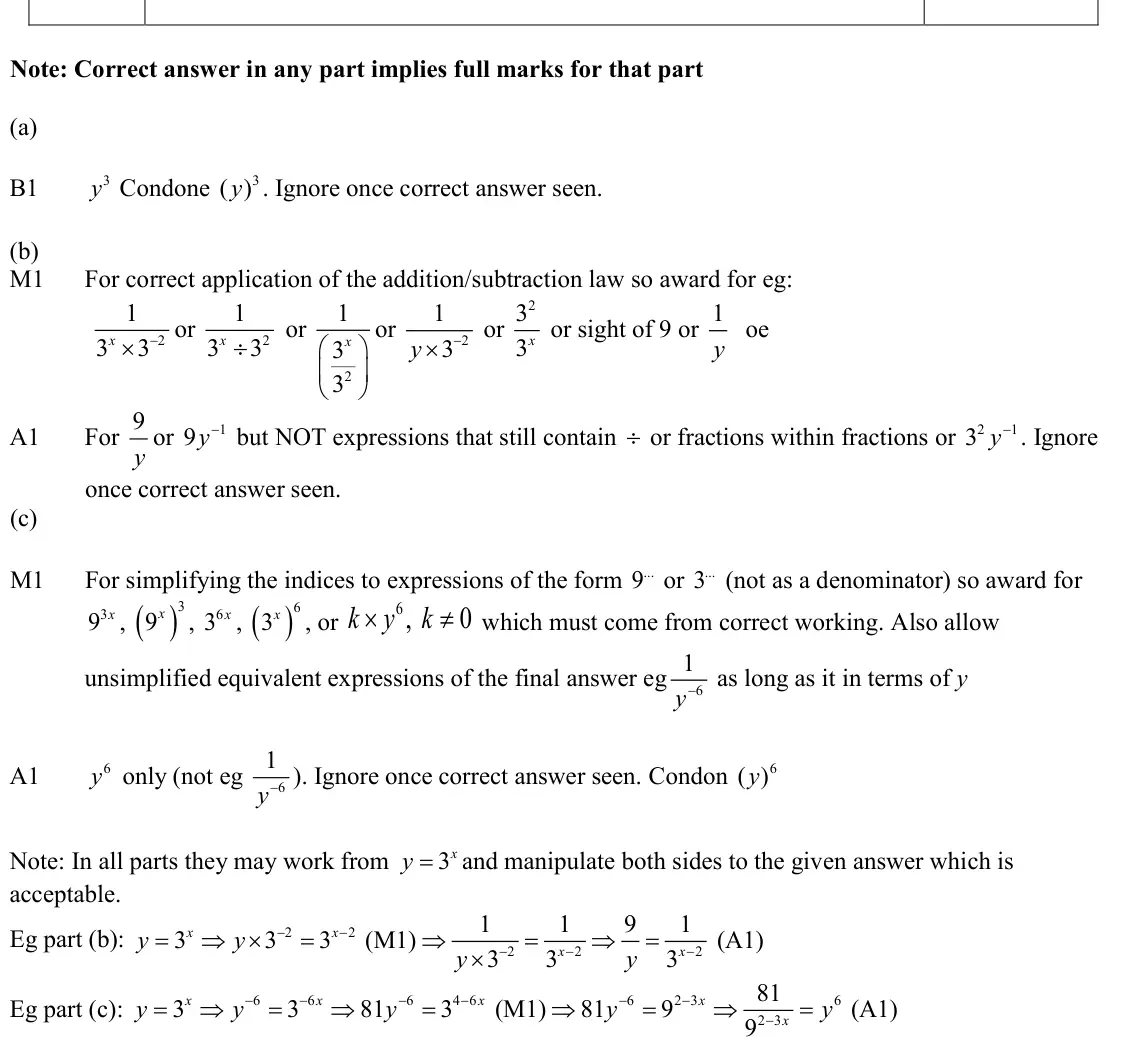 Note: Correct answer in any part implies full marks for that part
(a)
B1 y³ Condone (y)³. Ignore once correct answer seen.
(b)
M1 For correct application of the addition/subtraction law so award for eg:
1/(3ˣ × 3⁻²) or 1/(3ˣ ÷ 3²) or 1/(3ˣ/3²) or 1/(y × 3⁻²) or 3²/3ˣ or sight of 9 or 1/y oe
A1 For 9/y or 9y⁻¹ but NOT expressions that still contain ÷ or fractions within fractions or 3² y⁻¹. Ignore
once correct answer seen.
(c)
M1 For simplifying the indices to expressions of the form 9^... or 3^... (not as a denominator) so award for
9³ˣ, (9ˣ)³, 3⁶ˣ, (3ˣ)⁶, or k × y⁶, k ≠ 0 which must come from correct working. Also allow
unsimplified equivalent expressions of the final answer eg 1/y⁻⁶ as long as it in terms of y
A1 y⁶ only (not eg 1/y⁻⁶). Ignore once correct answer seen. Condon (y)⁶
Note: In all parts they may work from y = 3ˣ and manipulate both sides to the given answer which is
acceptable.
Eg part (b): y = 3ˣ ⇒ y × 3⁻² = 3ˣ⁻² (M1) ⇒ 1/(y × 3⁻²) = 1/3ˣ⁻² ⇒ 9/y = 1/3ˣ⁻² (A1)
Eg part (c): y = 3ˣ ⇒ y⁻⁶ = 3⁻⁶ˣ ⇒ 81y⁻⁶ = 3⁴⁻⁶ˣ (M1) ⇒ 81y⁻⁶ = 9²⁻³ˣ ⇒ 81/9²⁻³ˣ = y⁶ (A1)